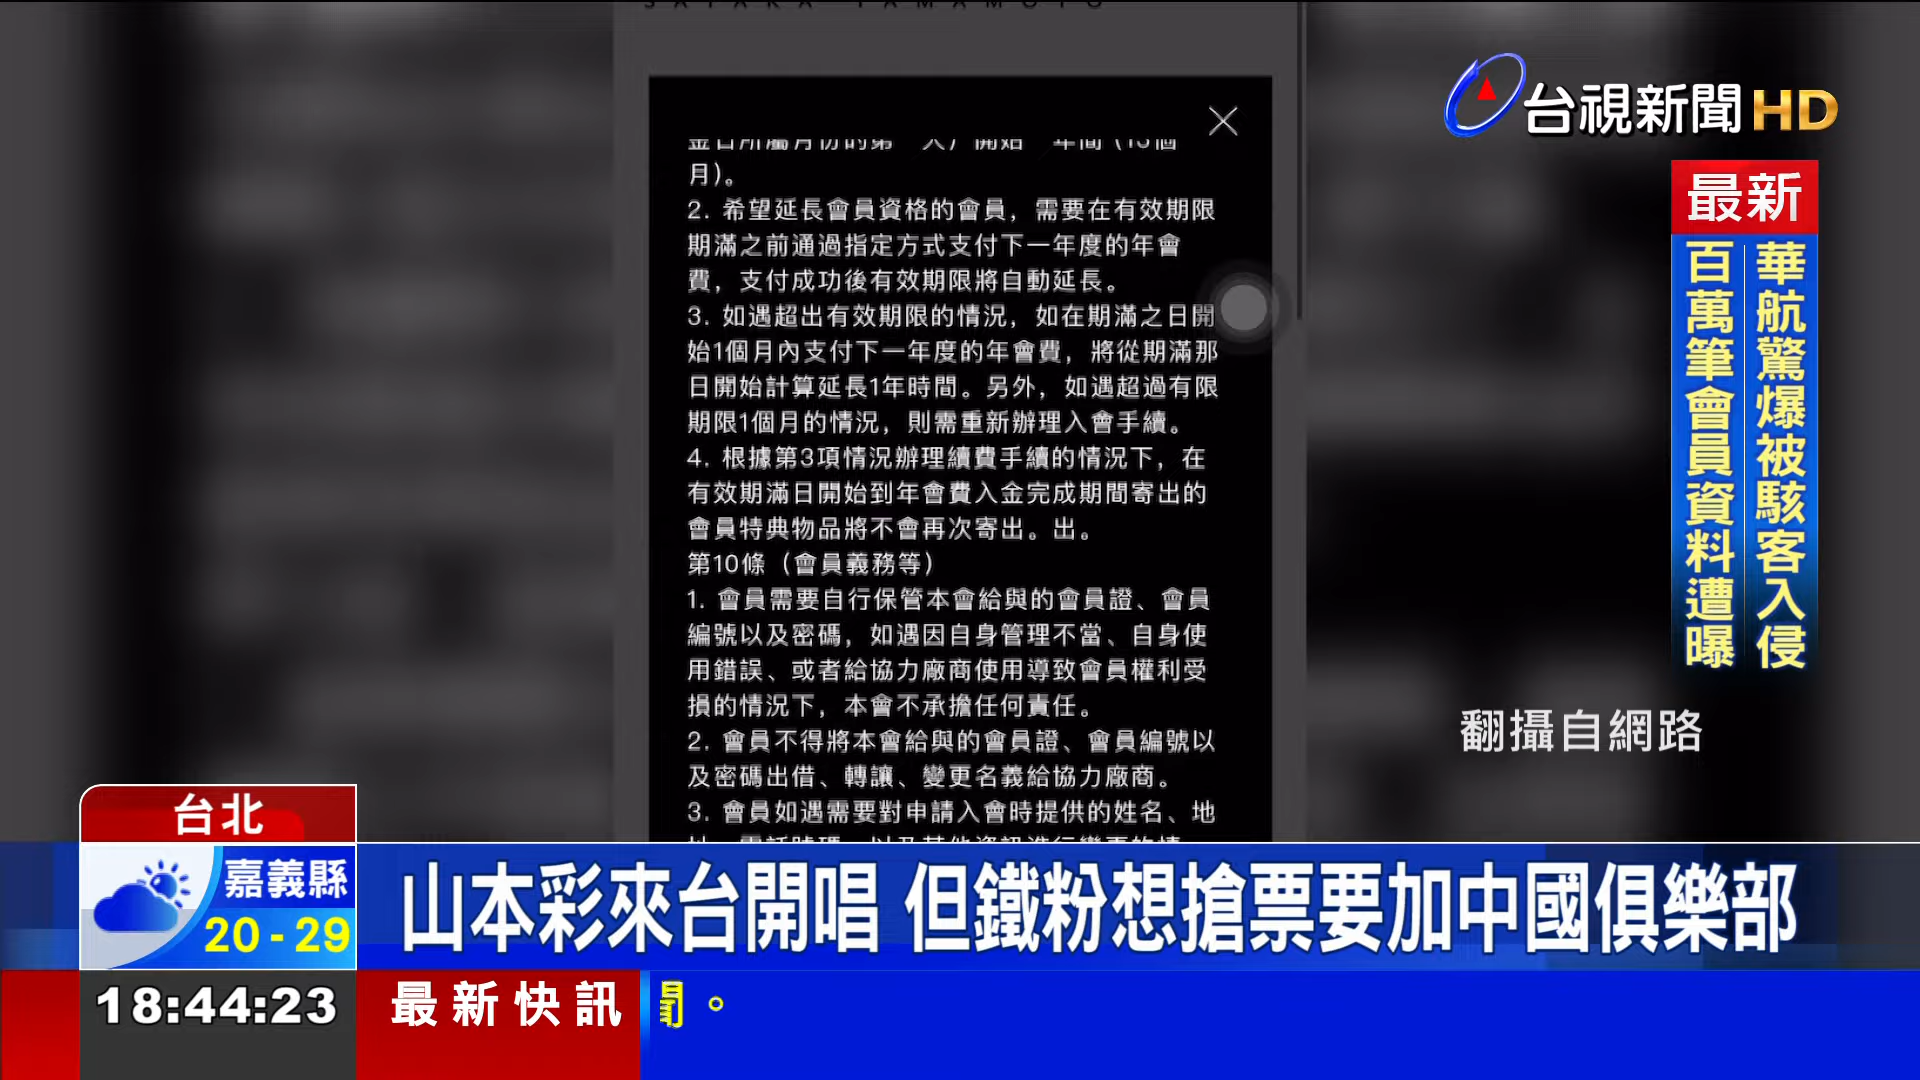 SAYAKA YAMAMOTO
月)。
2. 希望延長會員資格的會員，需要在有效期限
期滿之前通過指定方式支付下一年度的年會
費，支付成功後有效期限將自動延長。
3. 如遇超出有效期限的情況，如在期滿之日開
始1個月內支付下一年度的年會費，將從期滿那
日開始計算延長1年時間。另外，如遇超過有限
期限1個月的情況，則需重新辦理入會手續。
4. 根據第3項情況辦理續費手續的情況下，在
有效期滿日開始到年會費入金完成期間寄出的
會員特典物品將不會再次寄出。出。
第10條（會員義務等）
1. 會員需要自行保管本會給與的會員證、會員
編號以及密碼，如遇因自身管理不當、自身使
用錯誤、或者給協力廠商使用導致會員權利受
損的情況下，本會不承擔任何責任。
2. 會員不得將本會給與的會員證、會員編號以
及密碼出借、轉讓、變更名義給協力廠商。
3. 會員如遇需要對申請入會時提供的姓名、地
台視新聞HD
最新
華航驚爆被駭客入侵
百萬筆會員資料遭曝
翻攝自網路
台北
嘉義縣
20-29
山本彩來台開唱 但鐵粉想搶票要加中國俱樂部
18:44:23
最新快訊
。